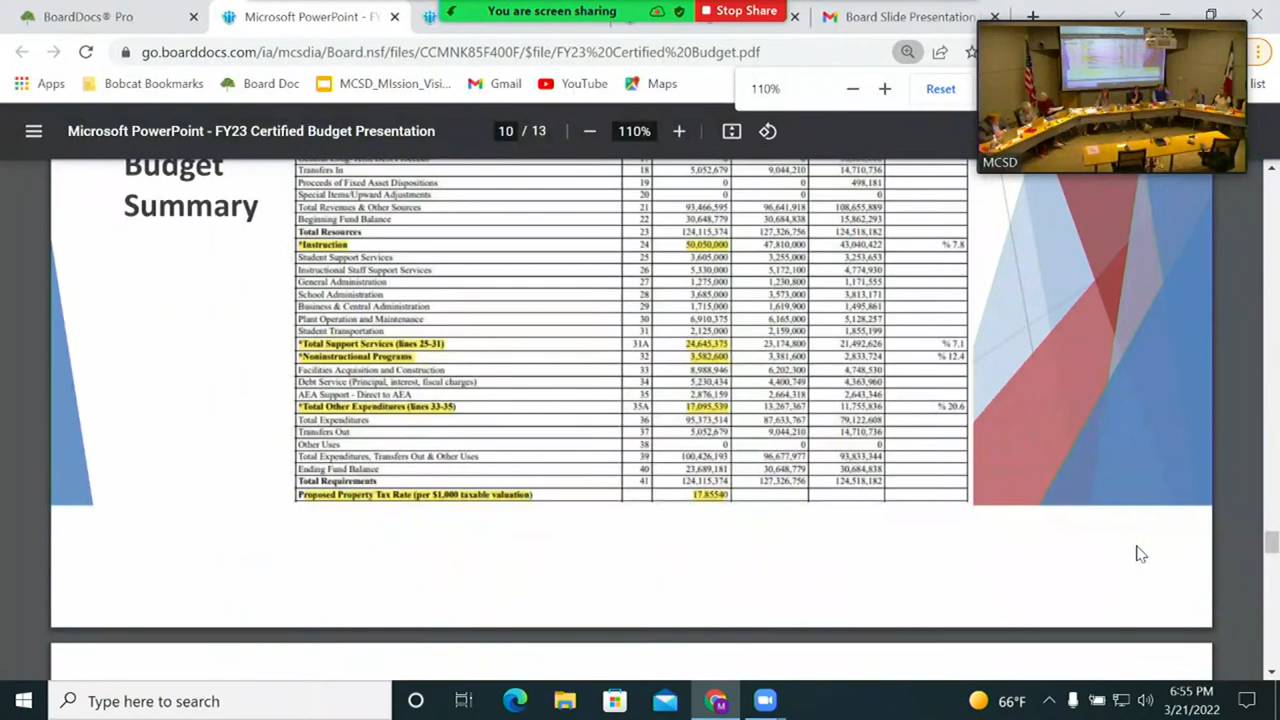 BoardDocs® Pro
Microsoft PowerPoint - FY
You are screen sharing
Stop Share
Board Slide Presentation
go.boarddocs.com/ia/mcsdia/Board.nsf/files/CCMNK85F400F/$file/FY23%20Certified%20Budget.pdf
Apps
Bobcat Bookmarks
Board Doc
MCSD_MIssion_Visi...
Gmail
YouTube
Maps
110%
Reset
list
Microsoft PowerPoint - FY23 Certified Budget Presentation
10 / 13
110%
MCSD
Budget
Summary
Transfers In 18 5,052,679 9,044,210 14,710,736
Proceeds of Fixed Asset Dispositions 19 0 0 498,181
Special Items/Upward Adjustments 20 0 0 0
Total Revenues & Other Sources 21 93,466,595 96,641,918 108,655,889
Beginning Fund Balance 22 30,648,779 30,684,838 15,862,293
Total Resources 23 124,115,374 127,326,756 124,518,182
*Instruction 24 50,050,000 47,810,000 43,040,422 % 7.8
Student Support Services 25 3,605,000 3,255,000 3,253,653
Instructional Staff Support Services 26 5,330,000 5,172,100 4,774,930
General Administration 27 1,275,000 1,230,800 1,171,555
School Administration 28 3,685,000 3,573,000 3,813,171
Business & Central Administration 29 1,715,000 1,619,900 1,495,861
Plant Operation and Maintenance 30 6,910,375 6,165,000 5,128,257
Student Transportation 31 2,125,000 2,159,000 1,855,199
*Total Support Services (lines 25-31) 31A 24,645,375 23,174,800 21,492,626 % 7.1
*Noninstructional Programs 32 3,582,600 3,381,600 2,833,724 % 12.4
Facilities Acquisition and Construction 33 8,988,946 6,202,300 4,748,530
Debt Service (Principal, interest, fiscal charges) 34 5,230,434 4,400,749 4,363,960
AEA Support - Direct to AEA 35 2,876,159 2,664,318 2,643,346
*Total Other Expenditures (lines 33-35) 35A 17,095,539 13,267,367 11,755,836 % 20.6
Total Expenditures 36 95,373,514 87,633,767 79,122,608
Transfers Out 37 5,052,679 9,044,210 14,710,736
Other Uses 38 0 0 0
Total Expenditures, Transfers Out & Other Uses 39 100,426,193 96,677,977 93,833,344
Ending Fund Balance 40 23,689,181 30,648,779 30,684,838
Total Requirements 41 124,115,374 127,326,756 124,518,182
Proposed Property Tax Rate (per $1,000 taxable valuation) 17.85540
Type here to search
66°F
6:55 PM
3/21/2022